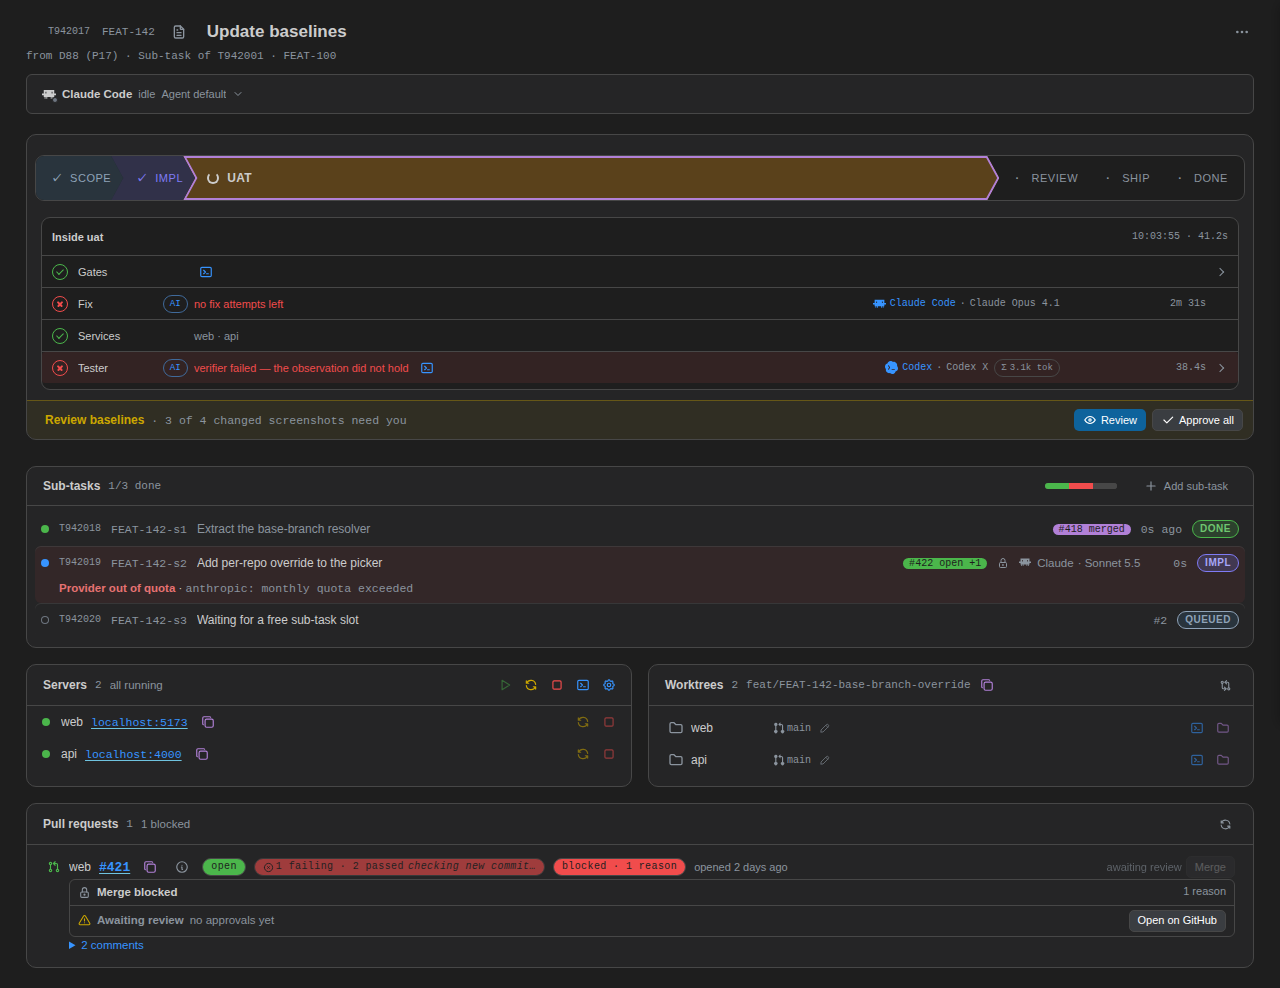 T942017 FEAT-142 Update baselines
from D88 (P17) · Sub-task of T942001 · FEAT-100
Claude Code idle Agent default
SCOPE IMPL UAT · REVIEW · SHIP · DONE
Inside uat 10:03:55 · 41.2s
Gates
Fix AI no fix attempts left Claude Code · Claude Opus 4.1 2m 31s
Services web · api
Tester AI verifier failed — the observation did not hold Codex · Codex X Σ 3.1k tok 38.4s
Review baselines · 3 of 4 changed screenshots need you Review Approve all
Sub-tasks 1/3 done Add sub-task
T942018 FEAT-142-s1 Extract the base-branch resolver #418 merged 0s ago DONE
T942019 FEAT-142-s2 Add per-repo override to the picker #422 open +1 Claude · Sonnet 5.5 0s IMPL
Provider out of quota · anthropic: monthly quota exceeded
T942020 FEAT-142-s3 Waiting for a free sub-task slot #2 QUEUED
Servers 2 all running
web localhost:5173
api localhost:4000
Worktrees 2 feat/FEAT-142-base-branch-override
web main
api main
Pull requests 1 1 blocked
web #421 open 1 failing · 2 passed checking new commit… blocked · 1 reason opened 2 days ago awaiting review Merge
Merge blocked 1 reason
Awaiting review no approvals yet Open on GitHub
2 comments